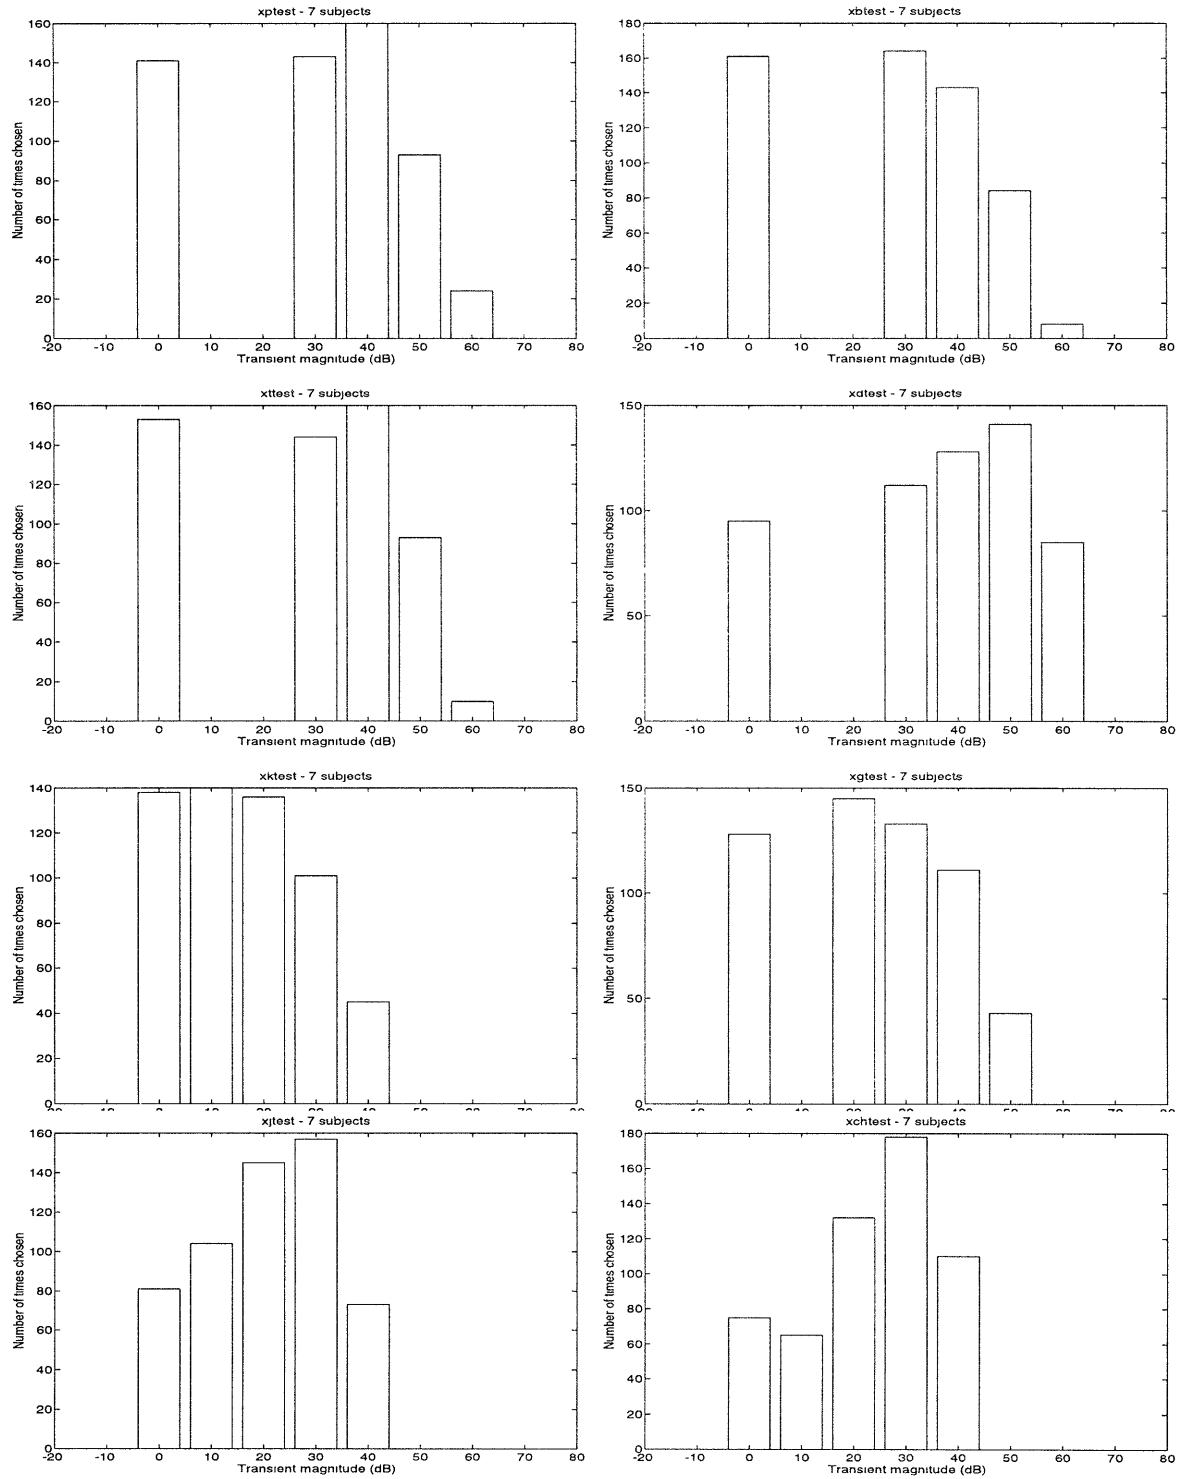 xptest - 7 subjects
Number of times chosen
160
140
120
100
80
60
40
20
0
-20 -10 0 10 20 30 40 50 60 70 80
Transient magnitude (dB)
xbtest - 7 subjects
Number of times chosen
180
160
140
120
100
80
60
40
20
0
-20 -10 0 10 20 30 40 50 60 70 80
Transient magnitude (dB)
xttest - 7 subjects
Number of times chosen
160
140
120
100
80
60
40
20
0
-20 -10 0 10 20 30 40 50 60 70 80
Transient magnitude (dB)
xdtest - 7 subjects
Number of times chosen
150
100
50
0
-20 -10 0 10 20 30 40 50 60 70 80
Transient magnitude (dB)
xktest - 7 subjects
Number of times chosen
140
120
100
80
60
40
20
0
xgtest - 7 subjects
Number of times chosen
150
100
50
0
xjtest - 7 subjects
Number of times chosen
160
140
120
100
80
60
40
20
0
-20 -10 0 10 20 30 40 50 60 70 80
Transient magnitude (dB)
xchtest - 7 subjects
Number of times chosen
180
160
140
120
100
80
60
40
20
0
-20 -10 0 10 20 30 40 50 60 70 80
Transient magnitude (dB)